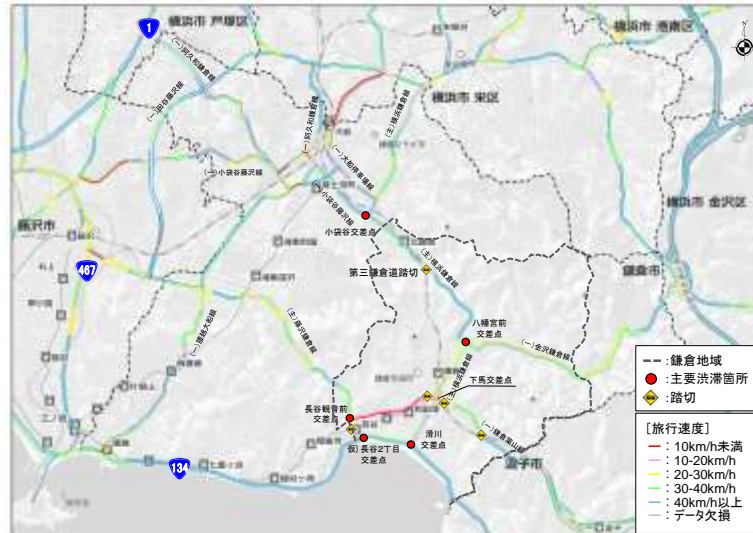 横浜市 戸塚区
1
横浜市 港南区
(一)阿久和鎌倉線
(一)田谷藤沢線
横浜市 栄区
(一)阿久和鎌倉線
(主)横浜鎌倉線
(一)大船停車場線
(一)小袋谷藤沢線
小袋谷藤沢線
横浜市 金沢区
藤沢市
小袋谷交差点
467
第三鎌倉道踏切
(主)横浜鎌倉線
鎌倉市
(一)腰越大船線
(主)藤沢鎌倉線
八幡宮前
交差点
(一)金沢鎌倉線
(主)横浜鎌倉線
下馬交差点
長谷観音前
交差点
(一)鎌倉葉山線
134
仮)長谷2丁目
交差点
滑川
交差点
逗子市
:鎌倉地域
:主要渋滞箇所
:踏切
[旅行速度]
:10km/h未満
:10-20km/h
:20-30km/h
:30-40km/h
:40km/h以上
:データ欠損